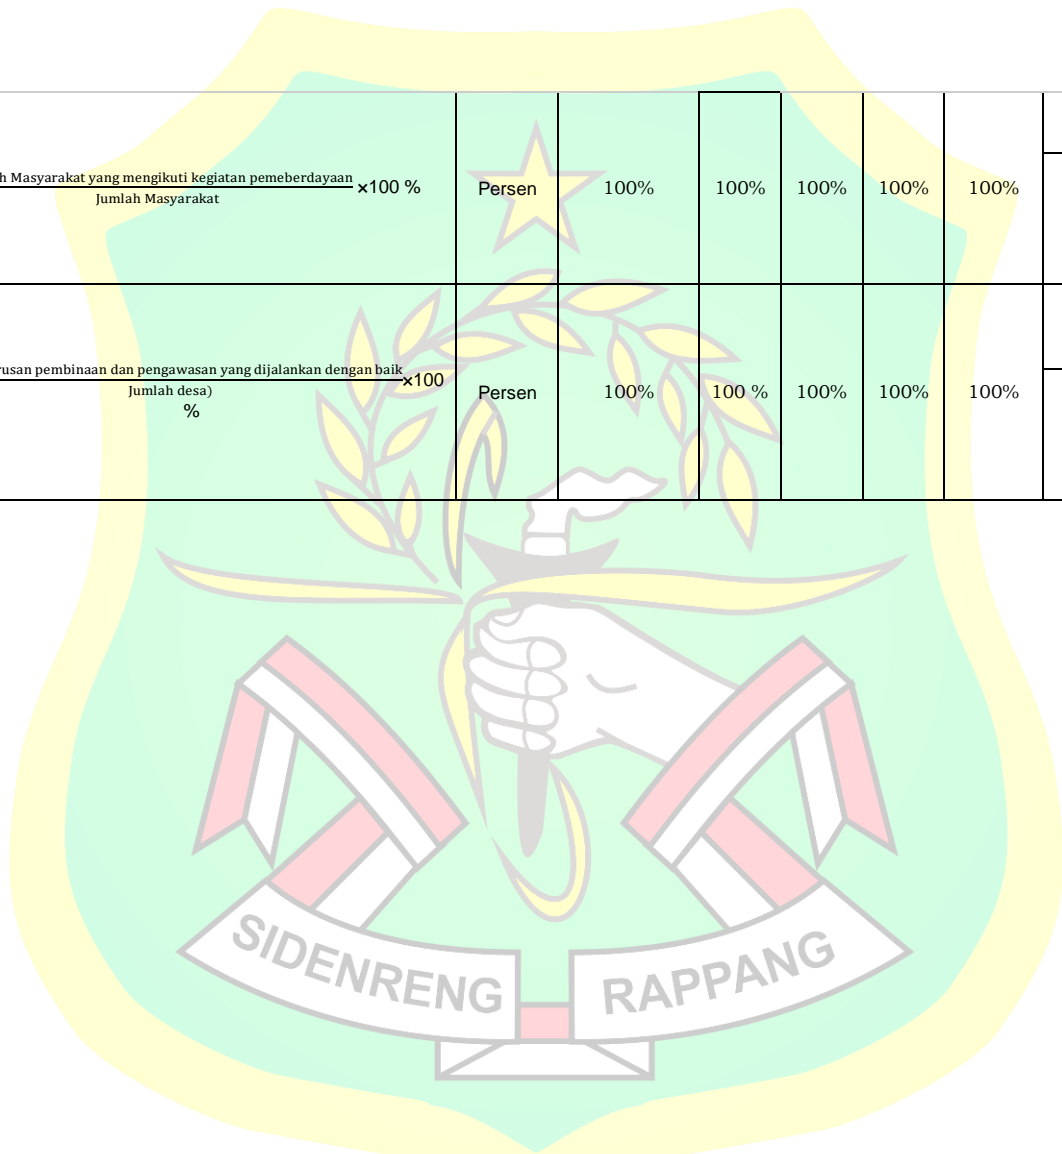 h Masyarakat yang mengikuti kegiatan pemeberdayaan ×100 % Persen 100% 100% 100% 100% 100%
Jumlah Masyarakat
rusan pembinaan dan pengawasan yang dijalankan dengan baik ×100 Persen 100% 100 % 100% 100% 100%
Jumlah desa)
%
SIDENRENG RAPPANG